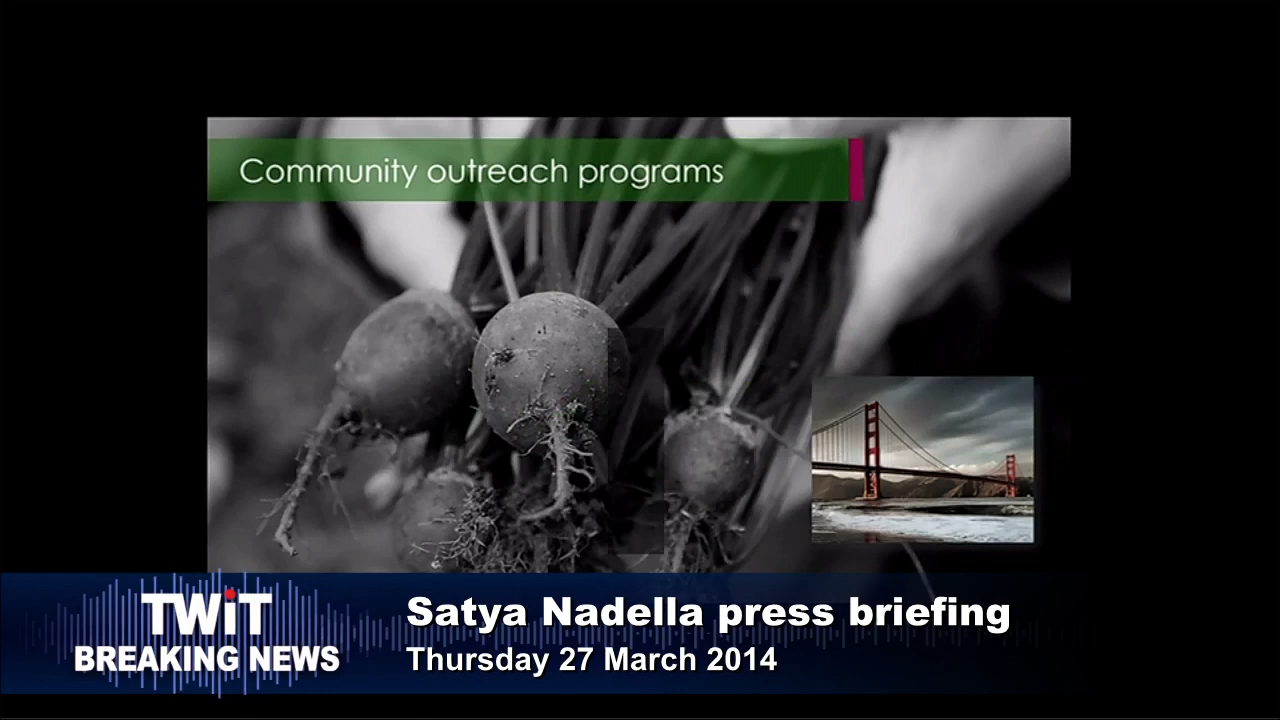 Community outreach programs
TWiT
BREAKING NEWS
Satya Nadella press briefing
Thursday 27 March 2014